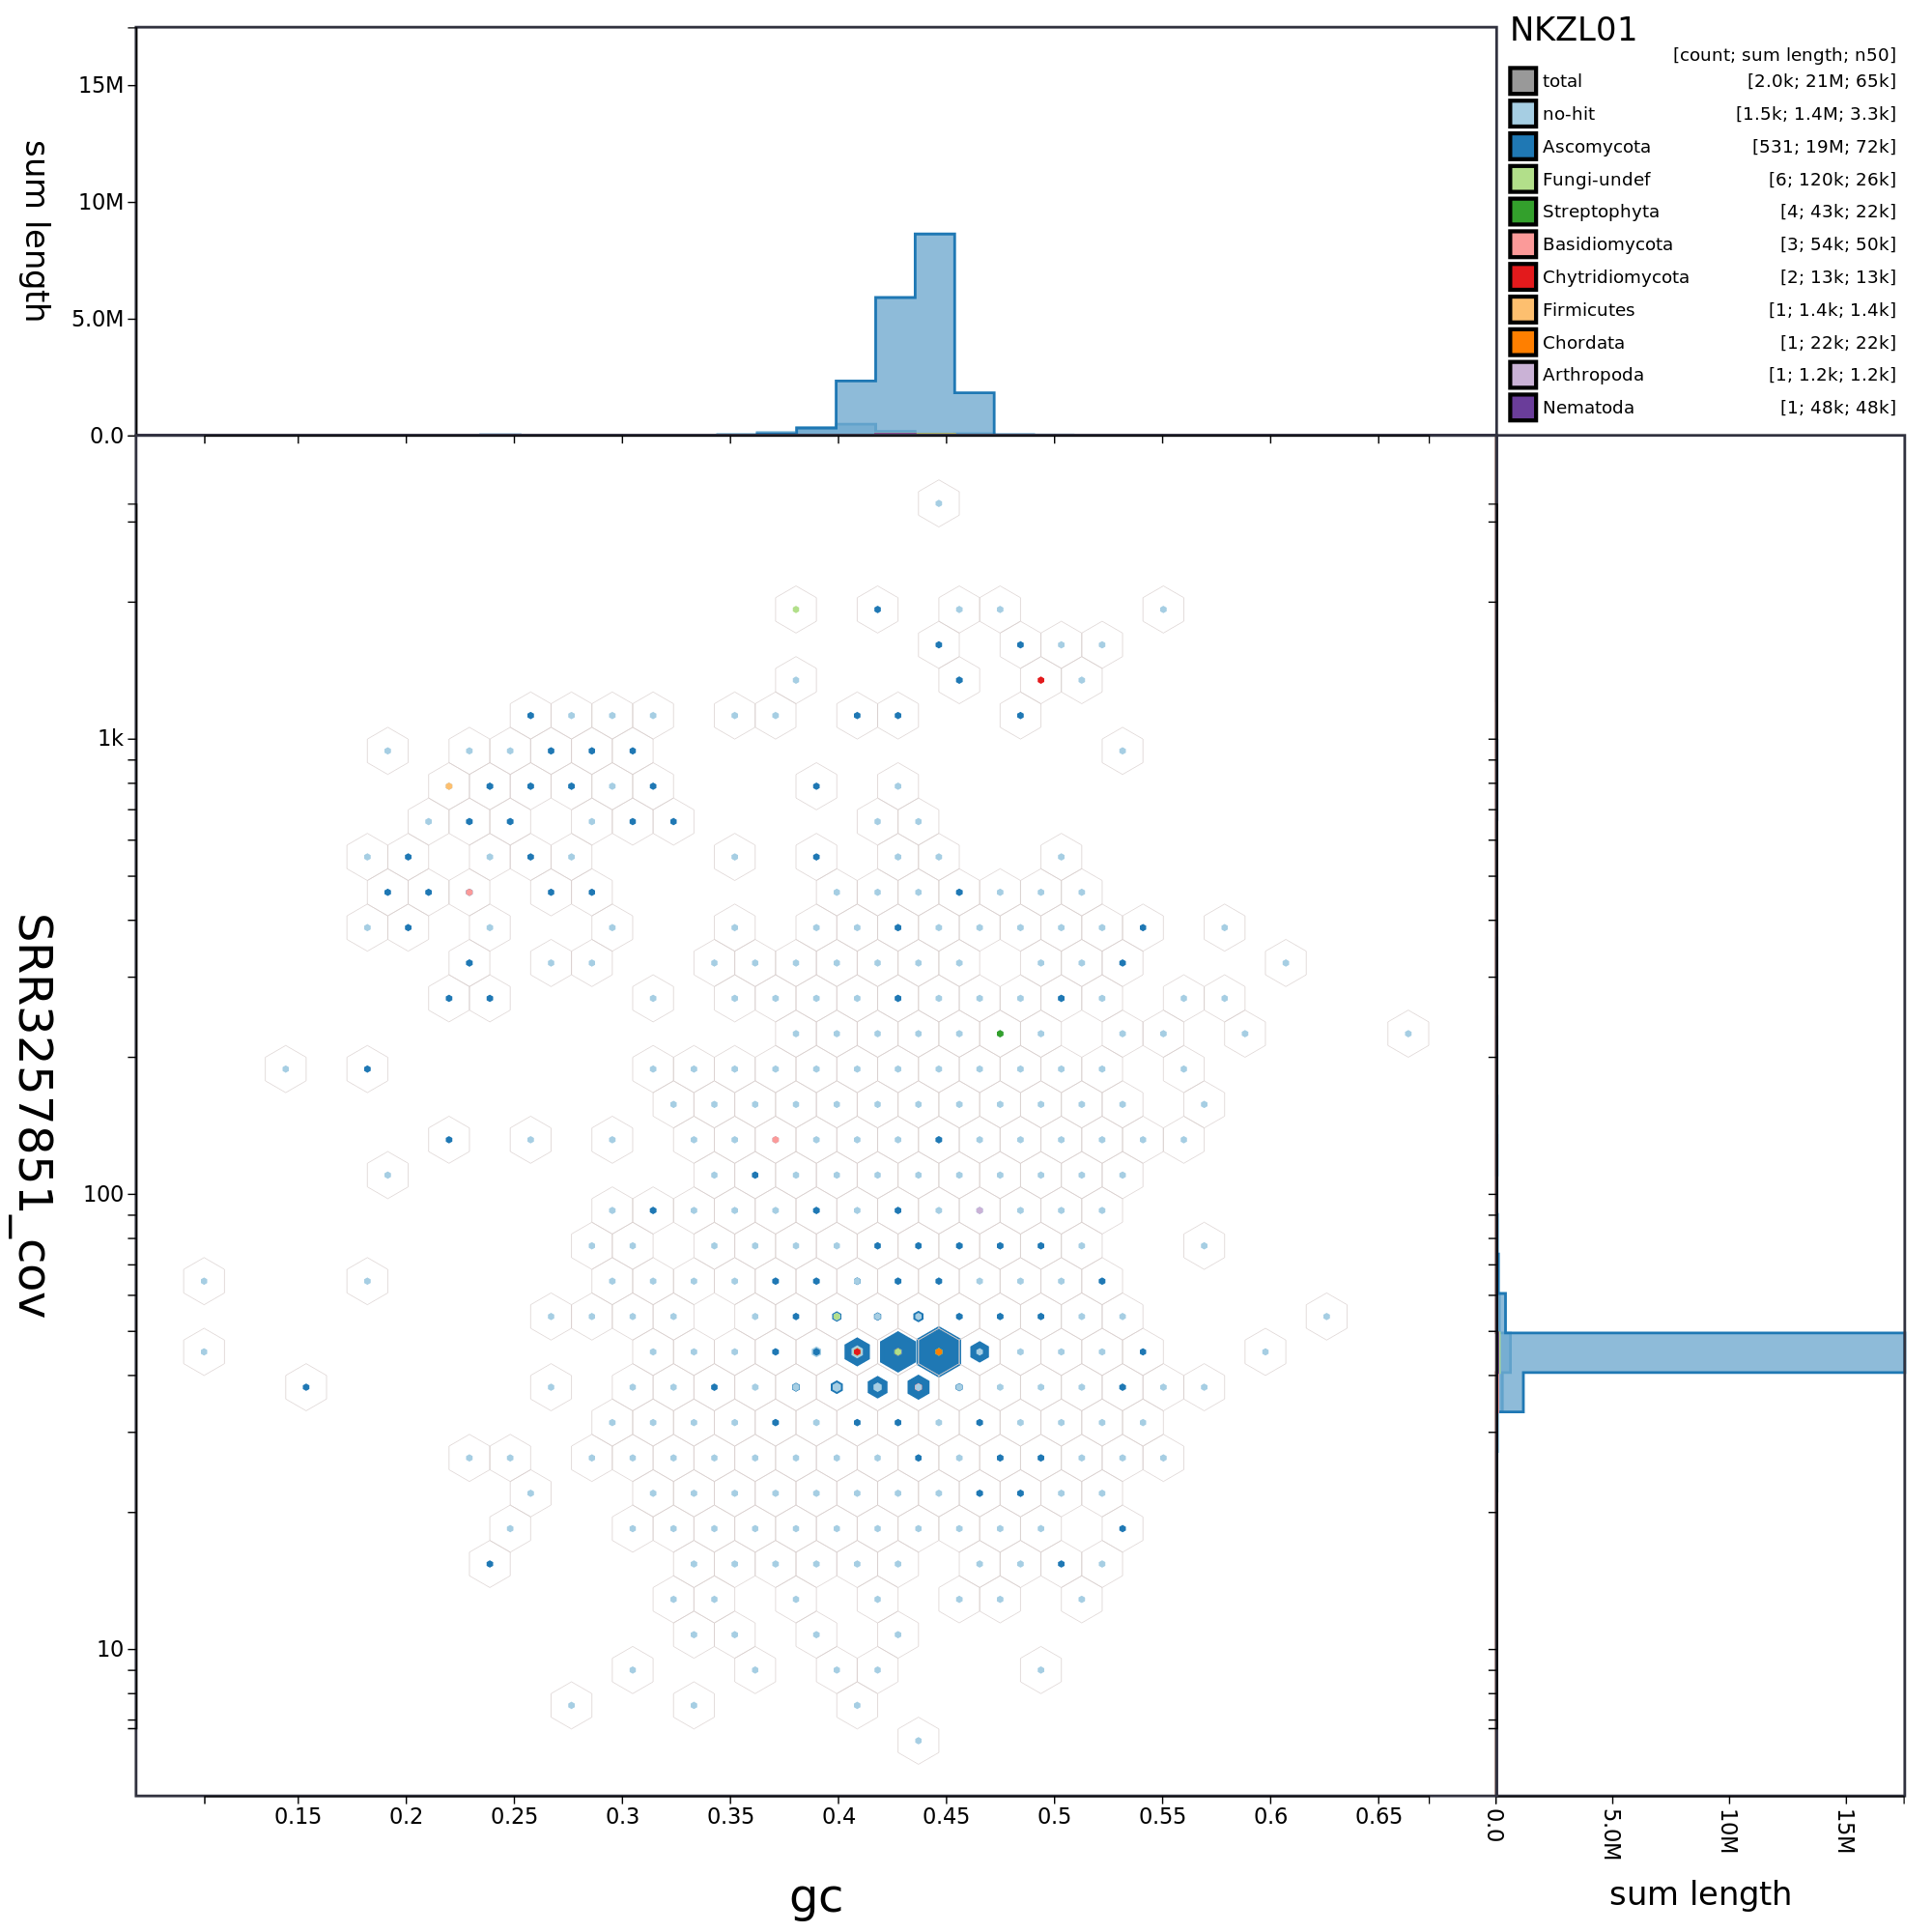 NKZL01
[count; sum length; n50]
total [2.0k; 21M; 65k]
no-hit [1.5k; 1.4M; 3.3k]
Ascomycota [531; 19M; 72k]
Fungi-undef [6; 120k; 26k]
Streptophyta [4; 43k; 22k]
Basidiomycota [3; 54k; 50k]
Chytridiomycota [2; 13k; 13k]
Firmicutes [1; 1.4k; 1.4k]
Chordata [1; 22k; 22k]
Arthropoda [1; 1.2k; 1.2k]
Nematoda [1; 48k; 48k]
sum length
15M
10M
5.0M
0.0
SRR3257851_cov
1k
100
10
0.15 0.2 0.25 0.3 0.35 0.4 0.45 0.5 0.55 0.6 0.65
gc
0.0 5.0M 10M 15M
sum length